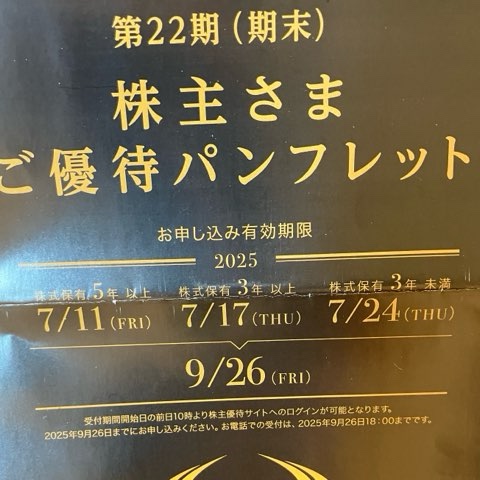 第22期（期末）
株主さま
ご優待パンフレット
お申し込み有効期限
2025
株式保有 5年 以上 株式保有 3年 以上 株式保有 3年 未満
7/11(FRI) 7/17(THU) 7/24(THU)
9/26(FRI)
受付期間開始日の前日10時より株主優待サイトへのログインが可能となります。
2025年9月26日までにお申し込みください。お電話での受付は、2025年9月26日18：00までです。